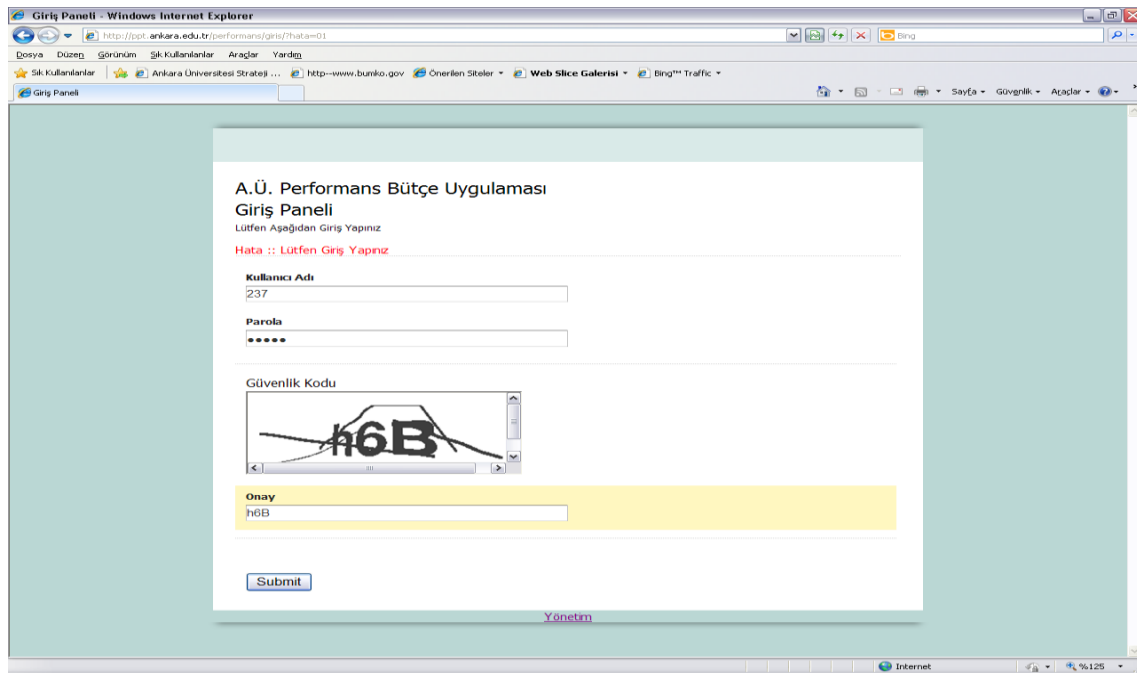 Giriş Paneli - Windows Internet Explorer
http://ppt.ankara.edu.tr/performans/giris/?hata=01
Bing
Dosya Düzen Görünüm Sık Kullanılanlar Araçlar Yardım
Sık Kullanılanlar Ankara Üniversitesi Strateji ... http--www.bumko.gov Önerilen Siteler Web Slice Galerisi Bing™ Traffic
Giriş Paneli Sayfa Güvenlik Araçlar
A.Ü. Performans Bütçe Uygulaması
Giriş Paneli
Lütfen Aşağıdan Giriş Yapınız
Hata :: Lütfen Giriş Yapınız
Kullanıcı Adı
237
Parola
•••••
Güvenlik Kodu
h6B
Onay
h6B
Submit
Yönetim
Internet %125